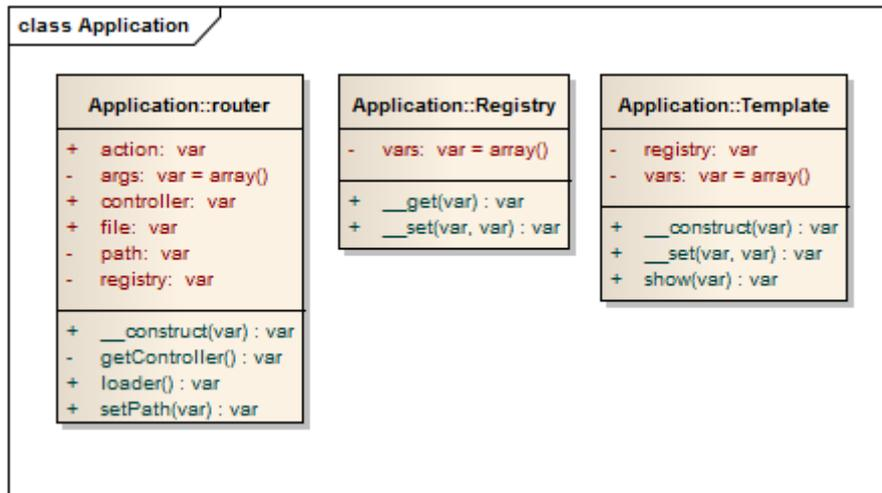 class Application
Application::router
+ action: var
- args: var = array()
+ controller: var
+ file: var
- path: var
- registry: var
+ __construct(var) : var
- getController() : var
+ loader() : var
+ setPath(var) : var
Application::Registry
- vars: var = array()
+ __get(var) : var
+ __set(var, var) : var
Application::Template
- registry: var
- vars: var = array()
+ __construct(var) : var
+ __set(var, var) : var
+ show(var) : var